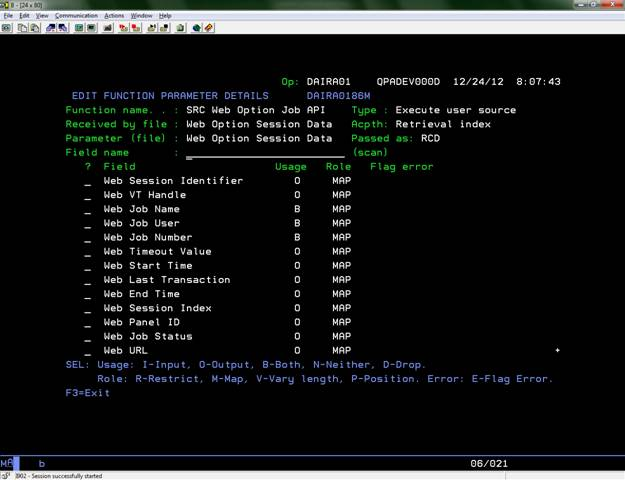 B - [24 x 80]
File Edit View Communication Actions Window Help
Op: DAIRA01 QPADEV000D 12/24/12 8:07:43
EDIT FUNCTION PARAMETER DETAILS DAIRA0186M
Function name. . : SRC Web Option Job API Type : Execute user source
Received by file : Web Option Session Data Acpth: Retrieval index
Parameter (file) : Web Option Session Data Passed as: RCD
Field name : (scan)
? Field Usage Role Flag error
_ Web Session Identifier O MAP
_ Web VT Handle O MAP
_ Web Job Name B MAP
_ Web Job User B MAP
_ Web Job Number B MAP
_ Web Timeout Value O MAP
_ Web Start Time O MAP
_ Web Last Transaction O MAP
_ Web End Time O MAP
_ Web Session Index O MAP
_ Web Panel ID O MAP
_ Web Job Status O MAP
_ Web URL O MAP +
SEL: Usage: I-Input, O-Output, B-Both, N-Neither, D-Drop.
Role: R-Restrict, M-Map, V-Vary length, P-Position. Error: E-Flag Error.
F3=Exit
MA b 06/021
I902 - Session successfully started